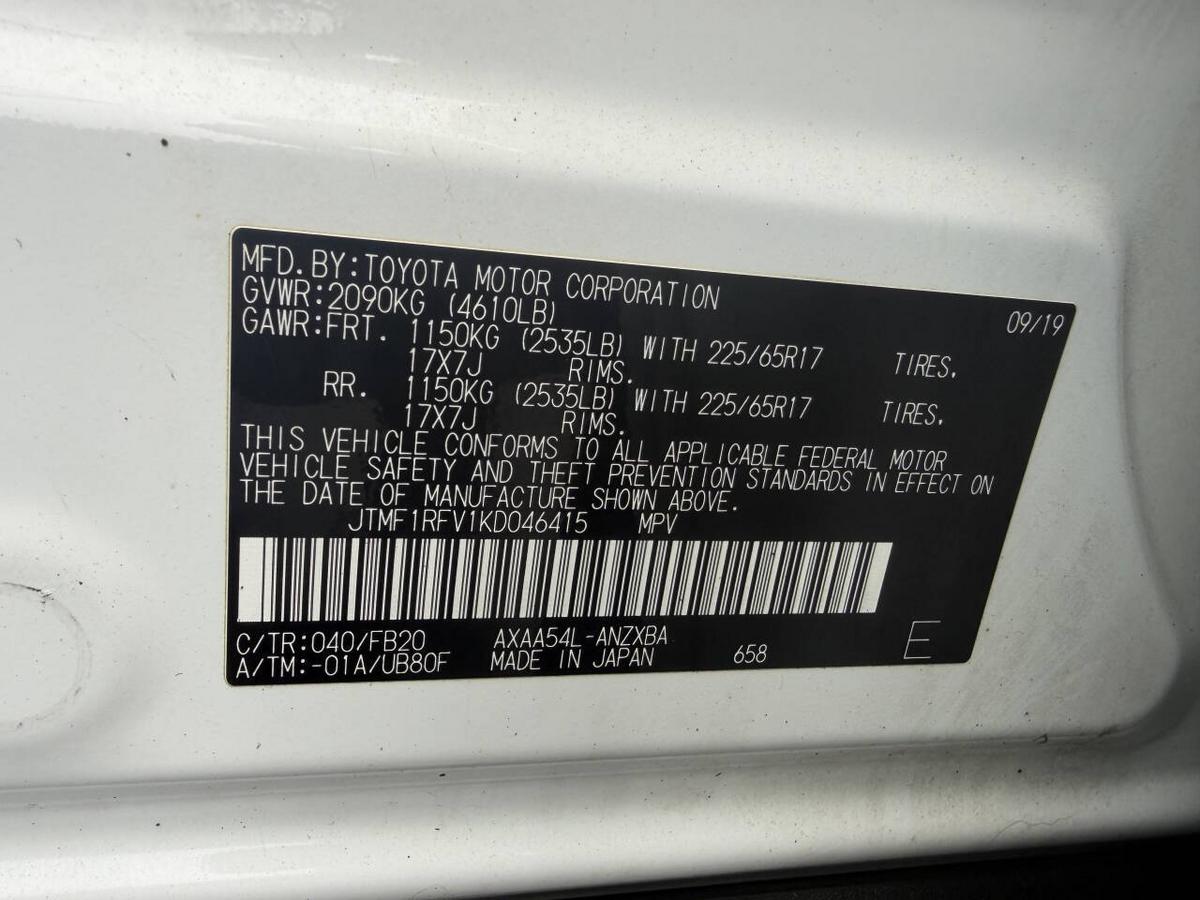 MFD.BY:TOYOTA MOTOR CORPORATION 09/19
GVWR:2090KG (4610LB)
GAWR:FRT. 1150KG (2535LB) WITH 225/65R17 TIRES.
17X7J RIMS.
RR. 1150KG (2535LB) WITH 225/65R17 TIRES.
17X7J RIMS.
THIS VEHICLE CONFORMS TO ALL APPLICABLE FEDERAL MOTOR
VEHICLE SAFETY AND THEFT PREVENTION STANDARDS IN EFFECT ON
THE DATE OF MANUFACTURE SHOWN ABOVE.
JTMF1RFV1KD046415 MPV
C/TR:040/FB20 AXAA54L-ANZXBA
A/TM:-01A/UB80F MADE IN JAPAN 658 E